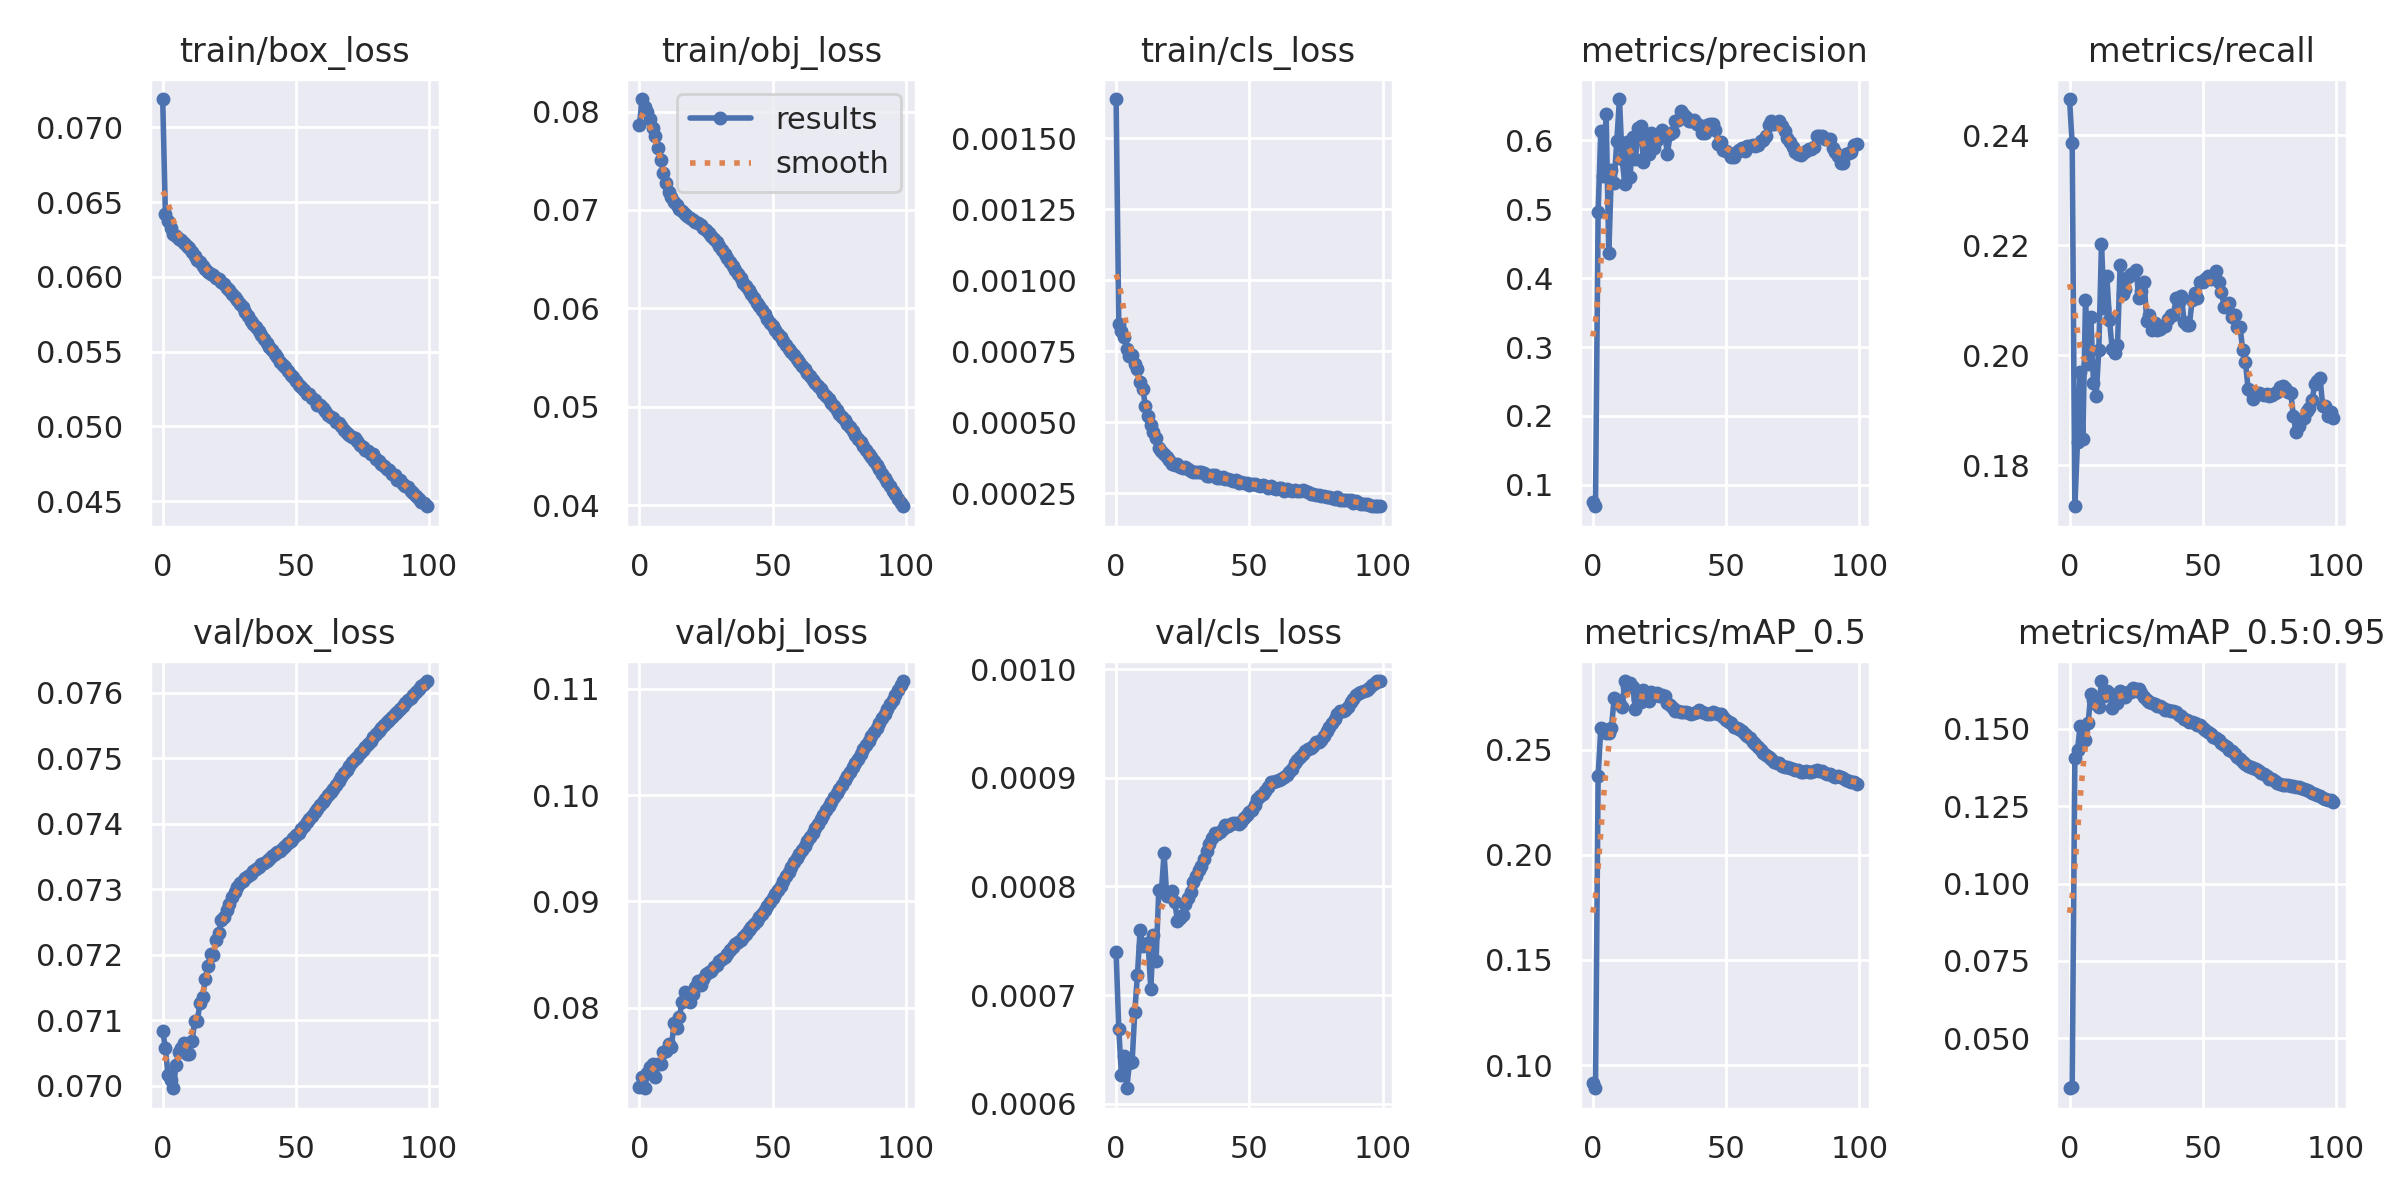 train/box_loss
0.070
0.065
0.060
0.055
0.050
0.045
0 50 100
train/obj_loss
results
smooth
0.08
0.07
0.06
0.05
0.04
0 50 100
train/cls_loss
0.00150
0.00125
0.00100
0.00075
0.00050
0.00025
0 50 100
metrics/precision
0.6
0.5
0.4
0.3
0.2
0.1
0 50 100
metrics/recall
0.24
0.22
0.20
0.18
0 50 100
val/box_loss
0.076
0.075
0.074
0.073
0.072
0.071
0.070
0 50 100
val/obj_loss
0.11
0.10
0.09
0.08
0 50 100
val/cls_loss
0.0010
0.0009
0.0008
0.0007
0.0006
0 50 100
metrics/mAP_0.5
0.25
0.20
0.15
0.10
0 50 100
metrics/mAP_0.5:0.95
0.150
0.125
0.100
0.075
0.050
0 50 100